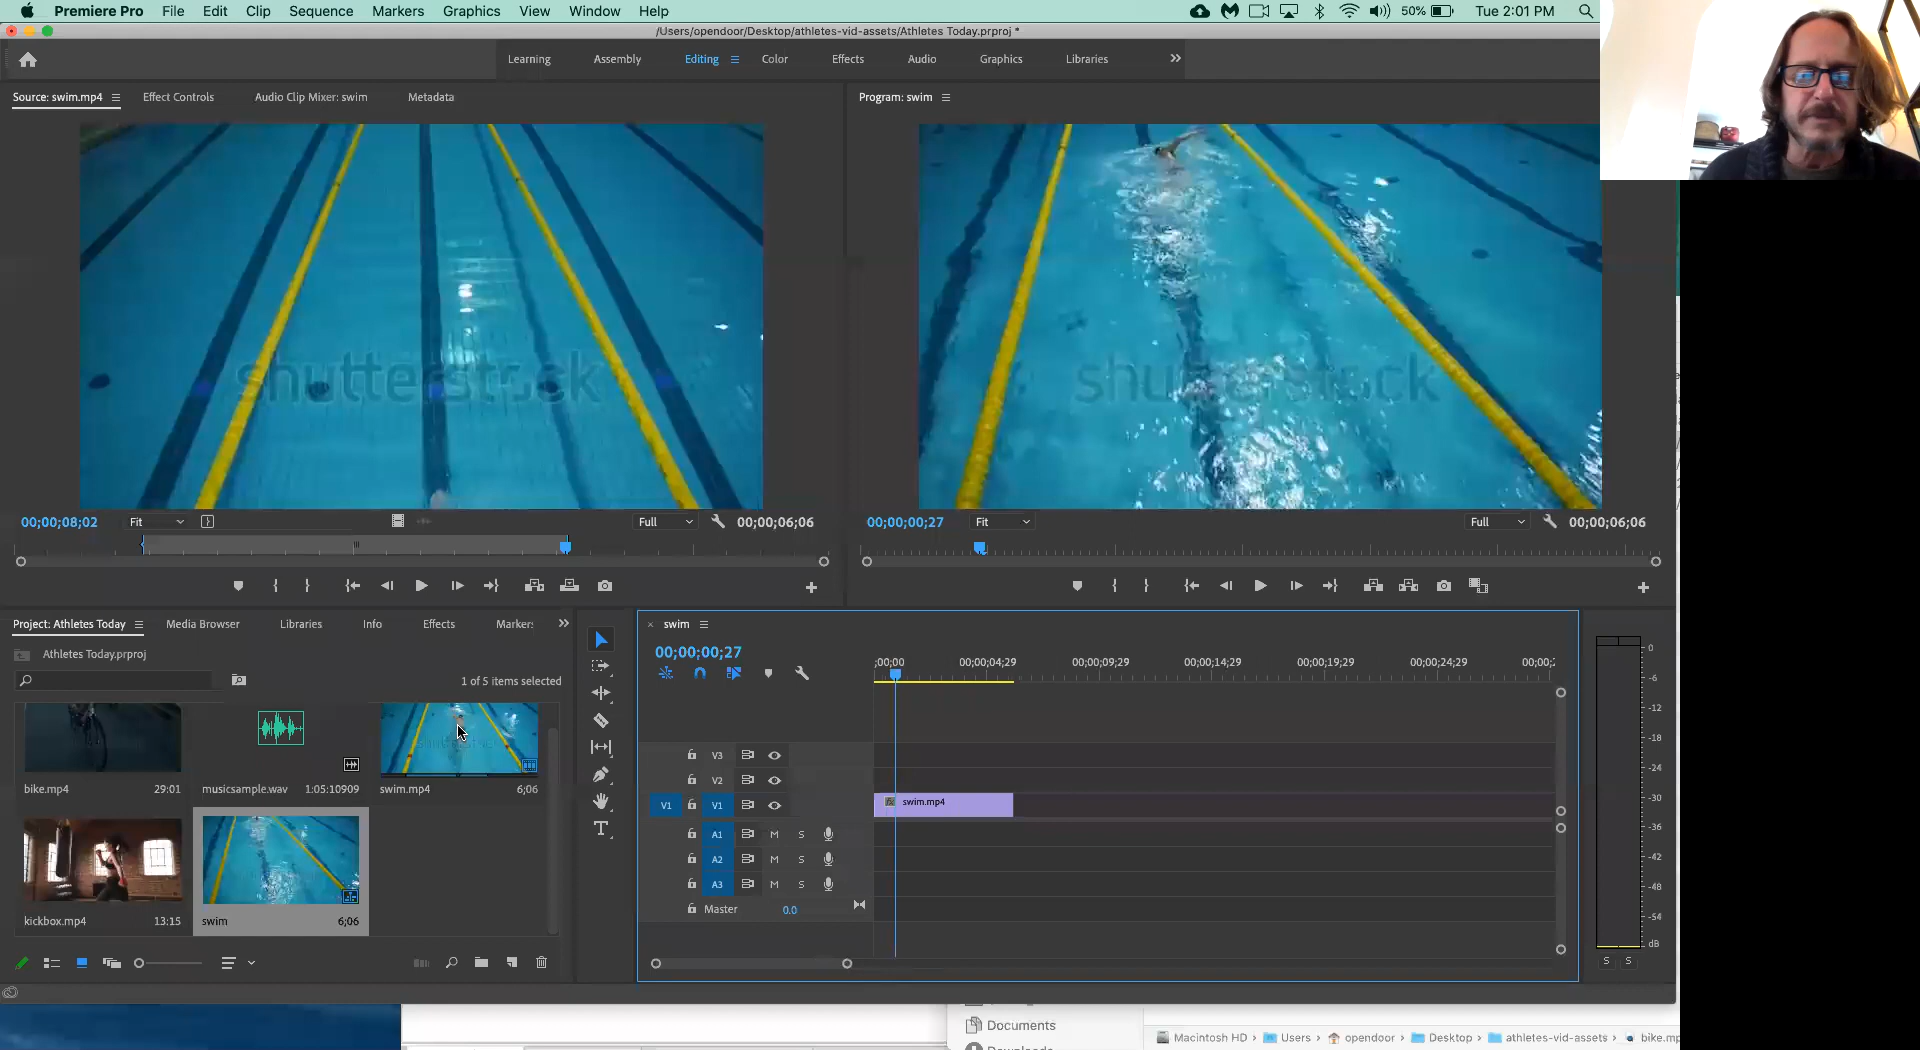 Premiere Pro File Edit Clip Sequence Markers Graphics View Window Help 50% Tue 2:01 PM
/Users/opendoor/Desktop/athletes-vid-assets/Athletes Today.prproj *
Learning Assembly Editing Color Effects Audio Graphics Libraries
Source: swim.mp4 Effect Controls Audio Clip Mixer: swim Metadata
Program: swim
shutterstock
shutterstock
00;00;08;02 Fit Full 00;00;06;06
00;00;00;27 Fit Full 00;00;06;06
Project: Athletes Today Media Browser Libraries Info Effects Markers
Athletes Today.prproj
1 of 5 items selected
bike.mp4 29:01
musicsample.wav 1:05:10909
swim.mp4 6;06
kickbox.mp4 13:15
swim 6;06
swim
00;00;00;27
;00;00 00;00;04;29 00;00;09;29 00;00;14;29 00;00;19;29 00;00;24;29 00;00;2
V3
V2
V1 V1 swim.mp4
A1 M S
A2 M S
A3 M S
Master 0.0
0
-6
-12
-18
-24
-30
-36
-42
-48
-54
dB
S S
Documents
Macintosh HD › Users › opendoor › Desktop › athletes-vid-assets › bike.mp